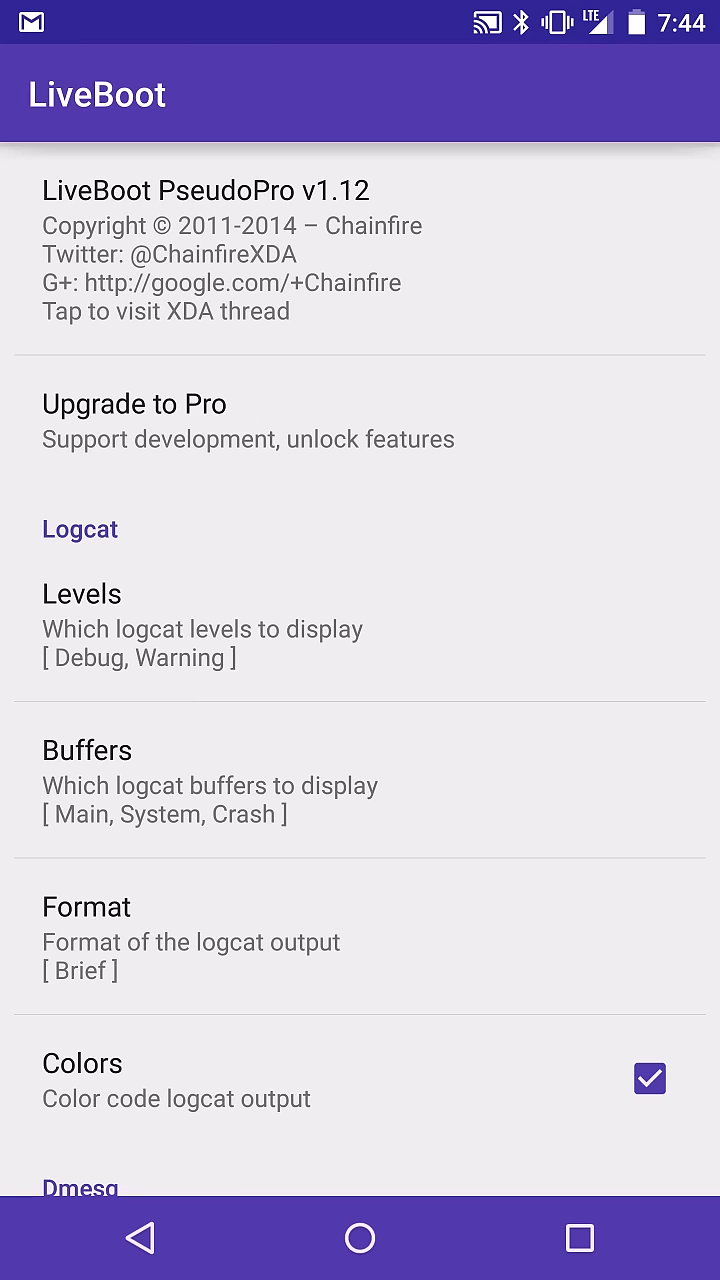 LTE 7:44
LiveBoot
LiveBoot PseudoPro v1.12
Copyright © 2011-2014 – Chainfire
Twitter: @ChainfireXDA
G+: http://google.com/+Chainfire
Tap to visit XDA thread
Upgrade to Pro
Support development, unlock features
Logcat
Levels
Which logcat levels to display
[ Debug, Warning ]
Buffers
Which logcat buffers to display
[ Main, System, Crash ]
Format
Format of the logcat output
[ Brief ]
Colors
Color code logcat output
Dmesg